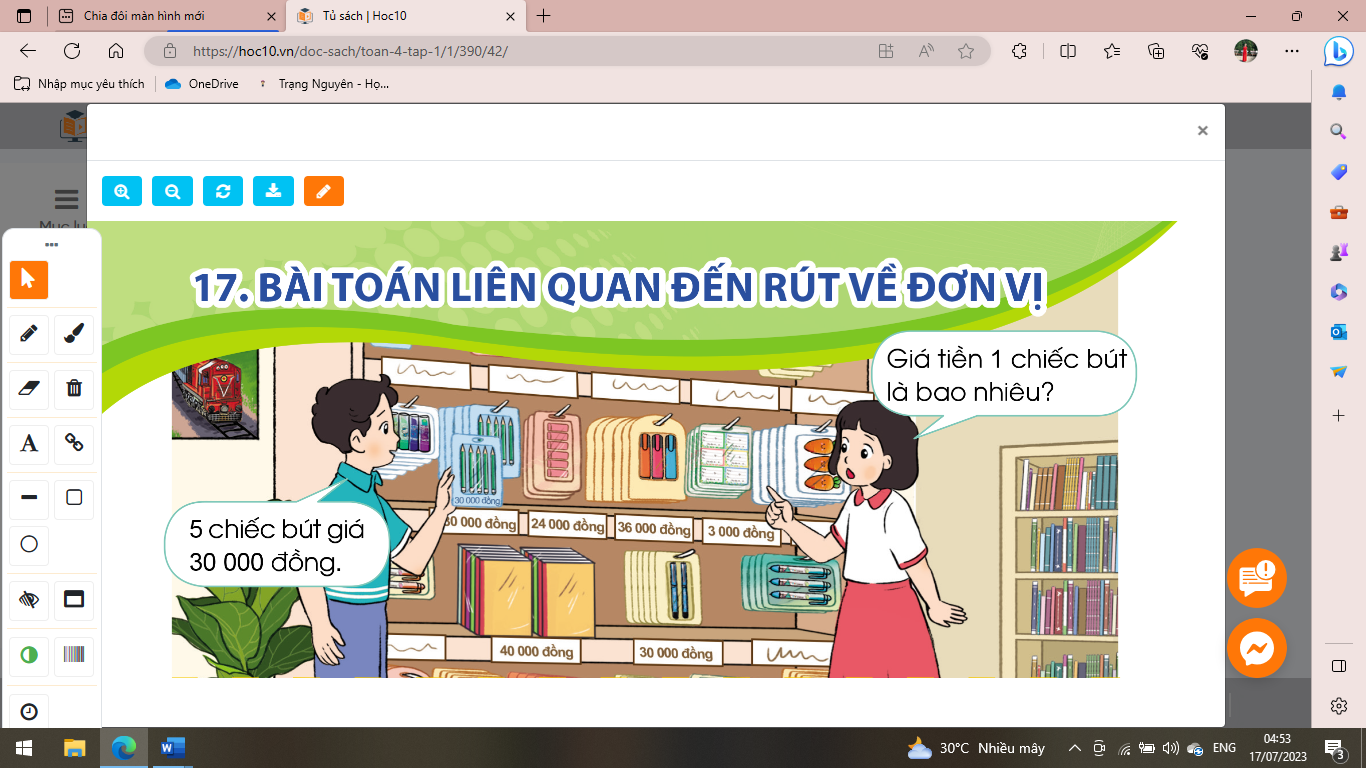 Chia đôi màn hình mới
Tủ sách | Hoc10
https://hoc10.vn/doc-sach/toan-4-tap-1/1/390/42/
Nhập mục yêu thích
OneDrive
Trạng Nguyên - Họ...
17. BÀI TOÁN LIÊN QUAN ĐẾN RÚT VỀ ĐƠN VỊ
Giá tiền 1 chiếc bút
là bao nhiêu?
30 000 đồng
5 chiếc bút giá
30 000 đồng.
30 000 đồng
24 000 đồng
36 000 đồng
3 000 đồng
40 000 đồng
30 000 đồng
30°C Nhiều mây
ENG
04:53
17/07/2023
3